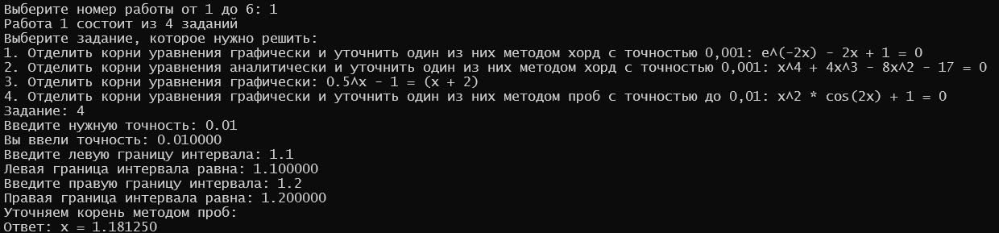 Выберите номер работы от 1 до 6: 1
Работа 1 состоит из 4 заданий
Выберите задание, которое нужно решить:
1. Отделить корни уравнения графически и уточнить один из них методом хорд с точностью 0,001: e^(-2x) - 2x + 1 = 0
2. Отделить корни уравнения аналитически и уточнить один из них методом хорд с точностью 0,001: x^4 + 4x^3 - 8x^2 - 17 = 0
3. Отделить корни уравнения графически: 0.5^x - 1 = (x + 2)
4. Отделить корни уравнения графически и уточнить один из них методом проб с точностью до 0,01: x^2 * cos(2x) + 1 = 0
Задание: 4
Введите нужную точность: 0.01
Вы ввели точность: 0.010000
Введите левую границу интервала: 1.1
Левая граница интервала равна: 1.100000
Введите правую границу интервала: 1.2
Правая граница интервала равна: 1.200000
Уточняем корень методом проб:
Ответ: x = 1.181250